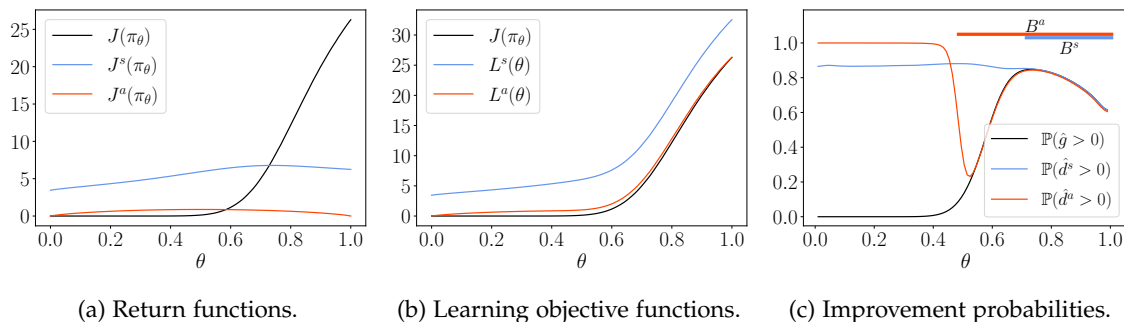 25
20
15
10
5
0
J(π_θ)
J^s(π_θ)
J^a(π_θ)
0.0 0.2 0.4 0.6 0.8 1.0
θ
(a) Return functions.
30
25
20
15
10
5
0
J(π_θ)
L^s(θ)
L^a(θ)
0.0 0.2 0.4 0.6 0.8 1.0
θ
(b) Learning objective functions.
1.0
0.8
0.6
0.4
0.2
0.0
B^a
B^s
ℙ(ĝ > 0)
ℙ(d̂^s > 0)
ℙ(d̂^a > 0)
0.0 0.2 0.4 0.6 0.8 1.0
θ
(c) Improvement probabilities.